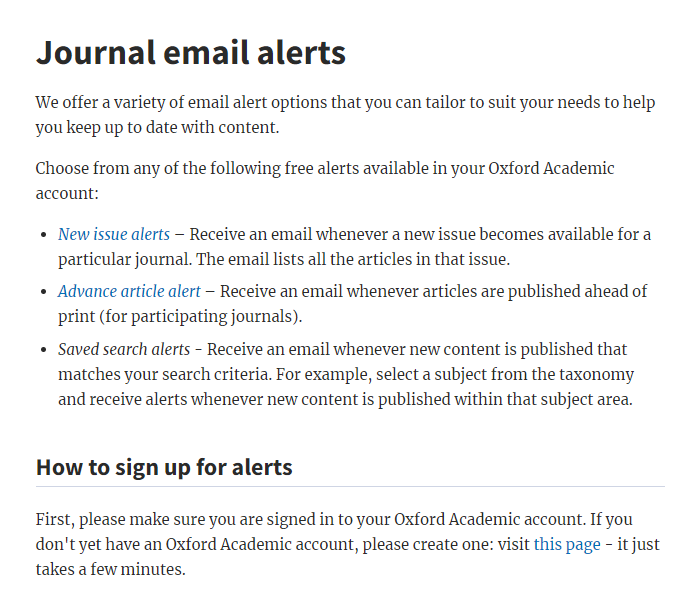 Journal email alerts
We offer a variety of email alert options that you can tailor to suit your needs to help
you keep up to date with content.
Choose from any of the following free alerts available in your Oxford Academic
account:
• New issue alerts – Receive an email whenever a new issue becomes available for a
particular journal. The email lists all the articles in that issue.
• Advance article alert – Receive an email whenever articles are published ahead of
print (for participating journals).
• Saved search alerts - Receive an email whenever new content is published that
matches your search criteria. For example, select a subject from the taxonomy
and receive alerts whenever new content is published within that subject area.
How to sign up for alerts
First, please make sure you are signed in to your Oxford Academic account. If you
don't yet have an Oxford Academic account, please create one: visit this page - it just
takes a few minutes.